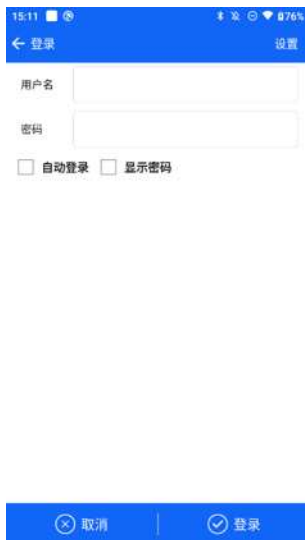 15:11 76%
登录 设置
用户名
密码
自动登录 显示密码
取消 登录